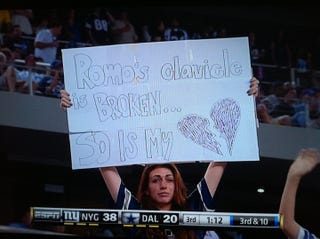 Romo's clavicle
is BROKEN...
SO IS MY
ESPN NYG 38 DAL 20 3rd 1:12 3rd & 10